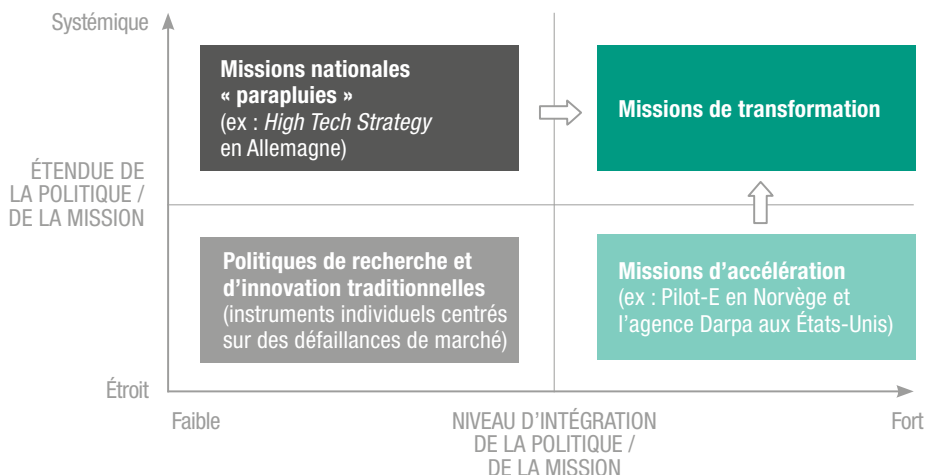 Systémique
Missions nationales
« parapluies »
(ex : High Tech Strategy
en Allemagne)
Missions de transformation
ÉTENDUE DE
LA POLITIQUE /
DE LA MISSION
Politiques de recherche et
d’innovation traditionnelles
(instruments individuels centrés
sur des défaillances de marché)
Missions d’accélération
(ex : Pilot-E en Norvège et
l’agence Darpa aux États-Unis)
Étroit
Faible
NIVEAU D’INTÉGRATION
DE LA POLITIQUE /
DE LA MISSION
Fort